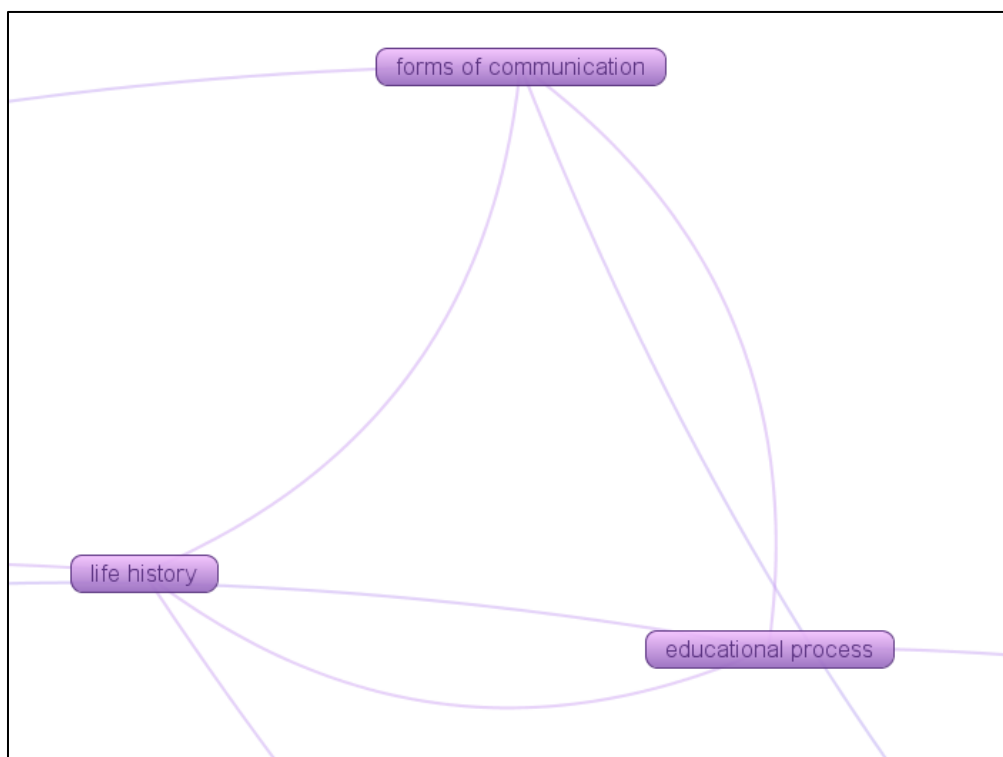 forms of communication
life history
educational process